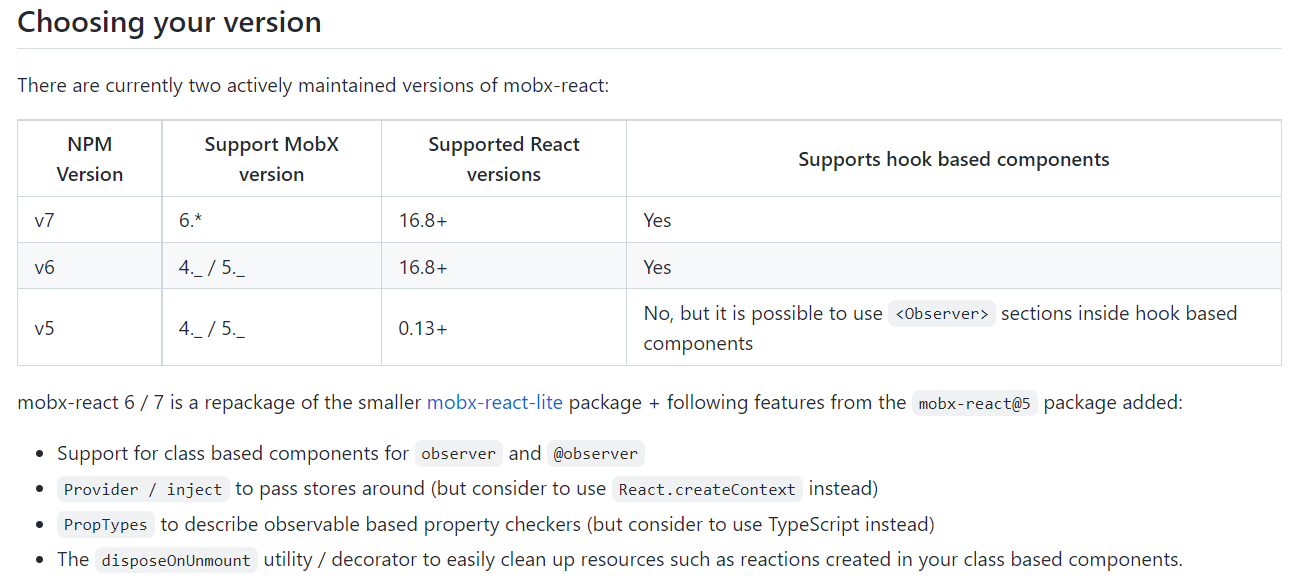 Choosing your version
There are currently two actively maintained versions of mobx-react:
NPM Version
Support MobX version
Supported React versions
Supports hook based components
v7
6.*
16.8+
Yes
v6
4._ / 5._
16.8+
Yes
v5
4._ / 5._
0.13+
No, but it is possible to use <Observer> sections inside hook based
components
mobx-react 6 / 7 is a repackage of the smaller mobx-react-lite package + following features from the mobx-react@5 package added:
• Support for class based components for observer and @observer
• Provider / inject to pass stores around (but consider to use React.createContext instead)
• PropTypes to describe observable based property checkers (but consider to use TypeScript instead)
• The disposeOnUnmount utility / decorator to easily clean up resources such as reactions created in your class based components.